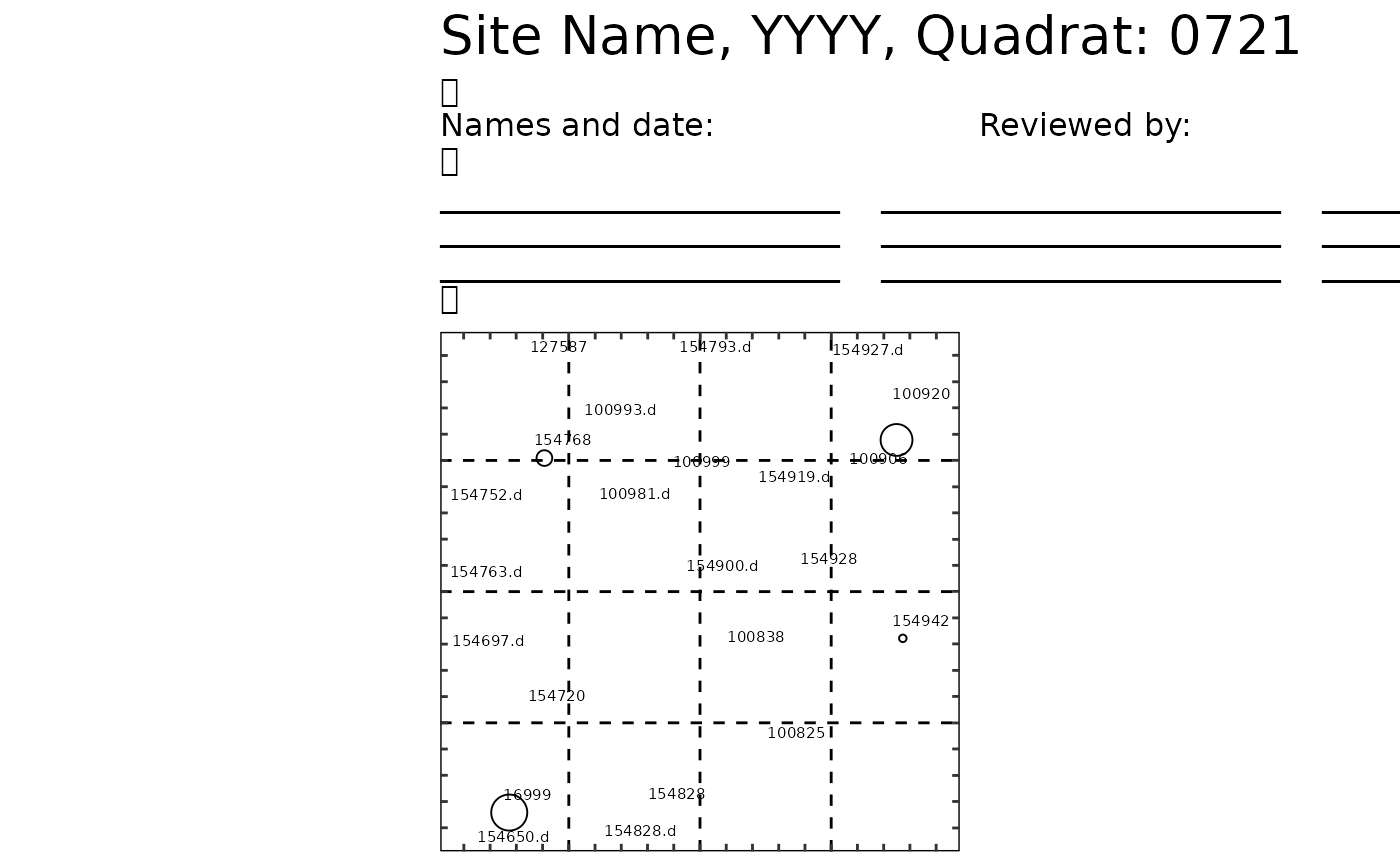 Site Name, YYYY, Quadrat: 0721
Names and date: Reviewed by:
127587 154793.d 154927.d
100920
100993.d
154768
100999 100906
154919.d
154752.d 100981.d
154928
154900.d
154763.d
154942
100838
154697.d
154720
100825
16999 154828
154828.d
154650.d